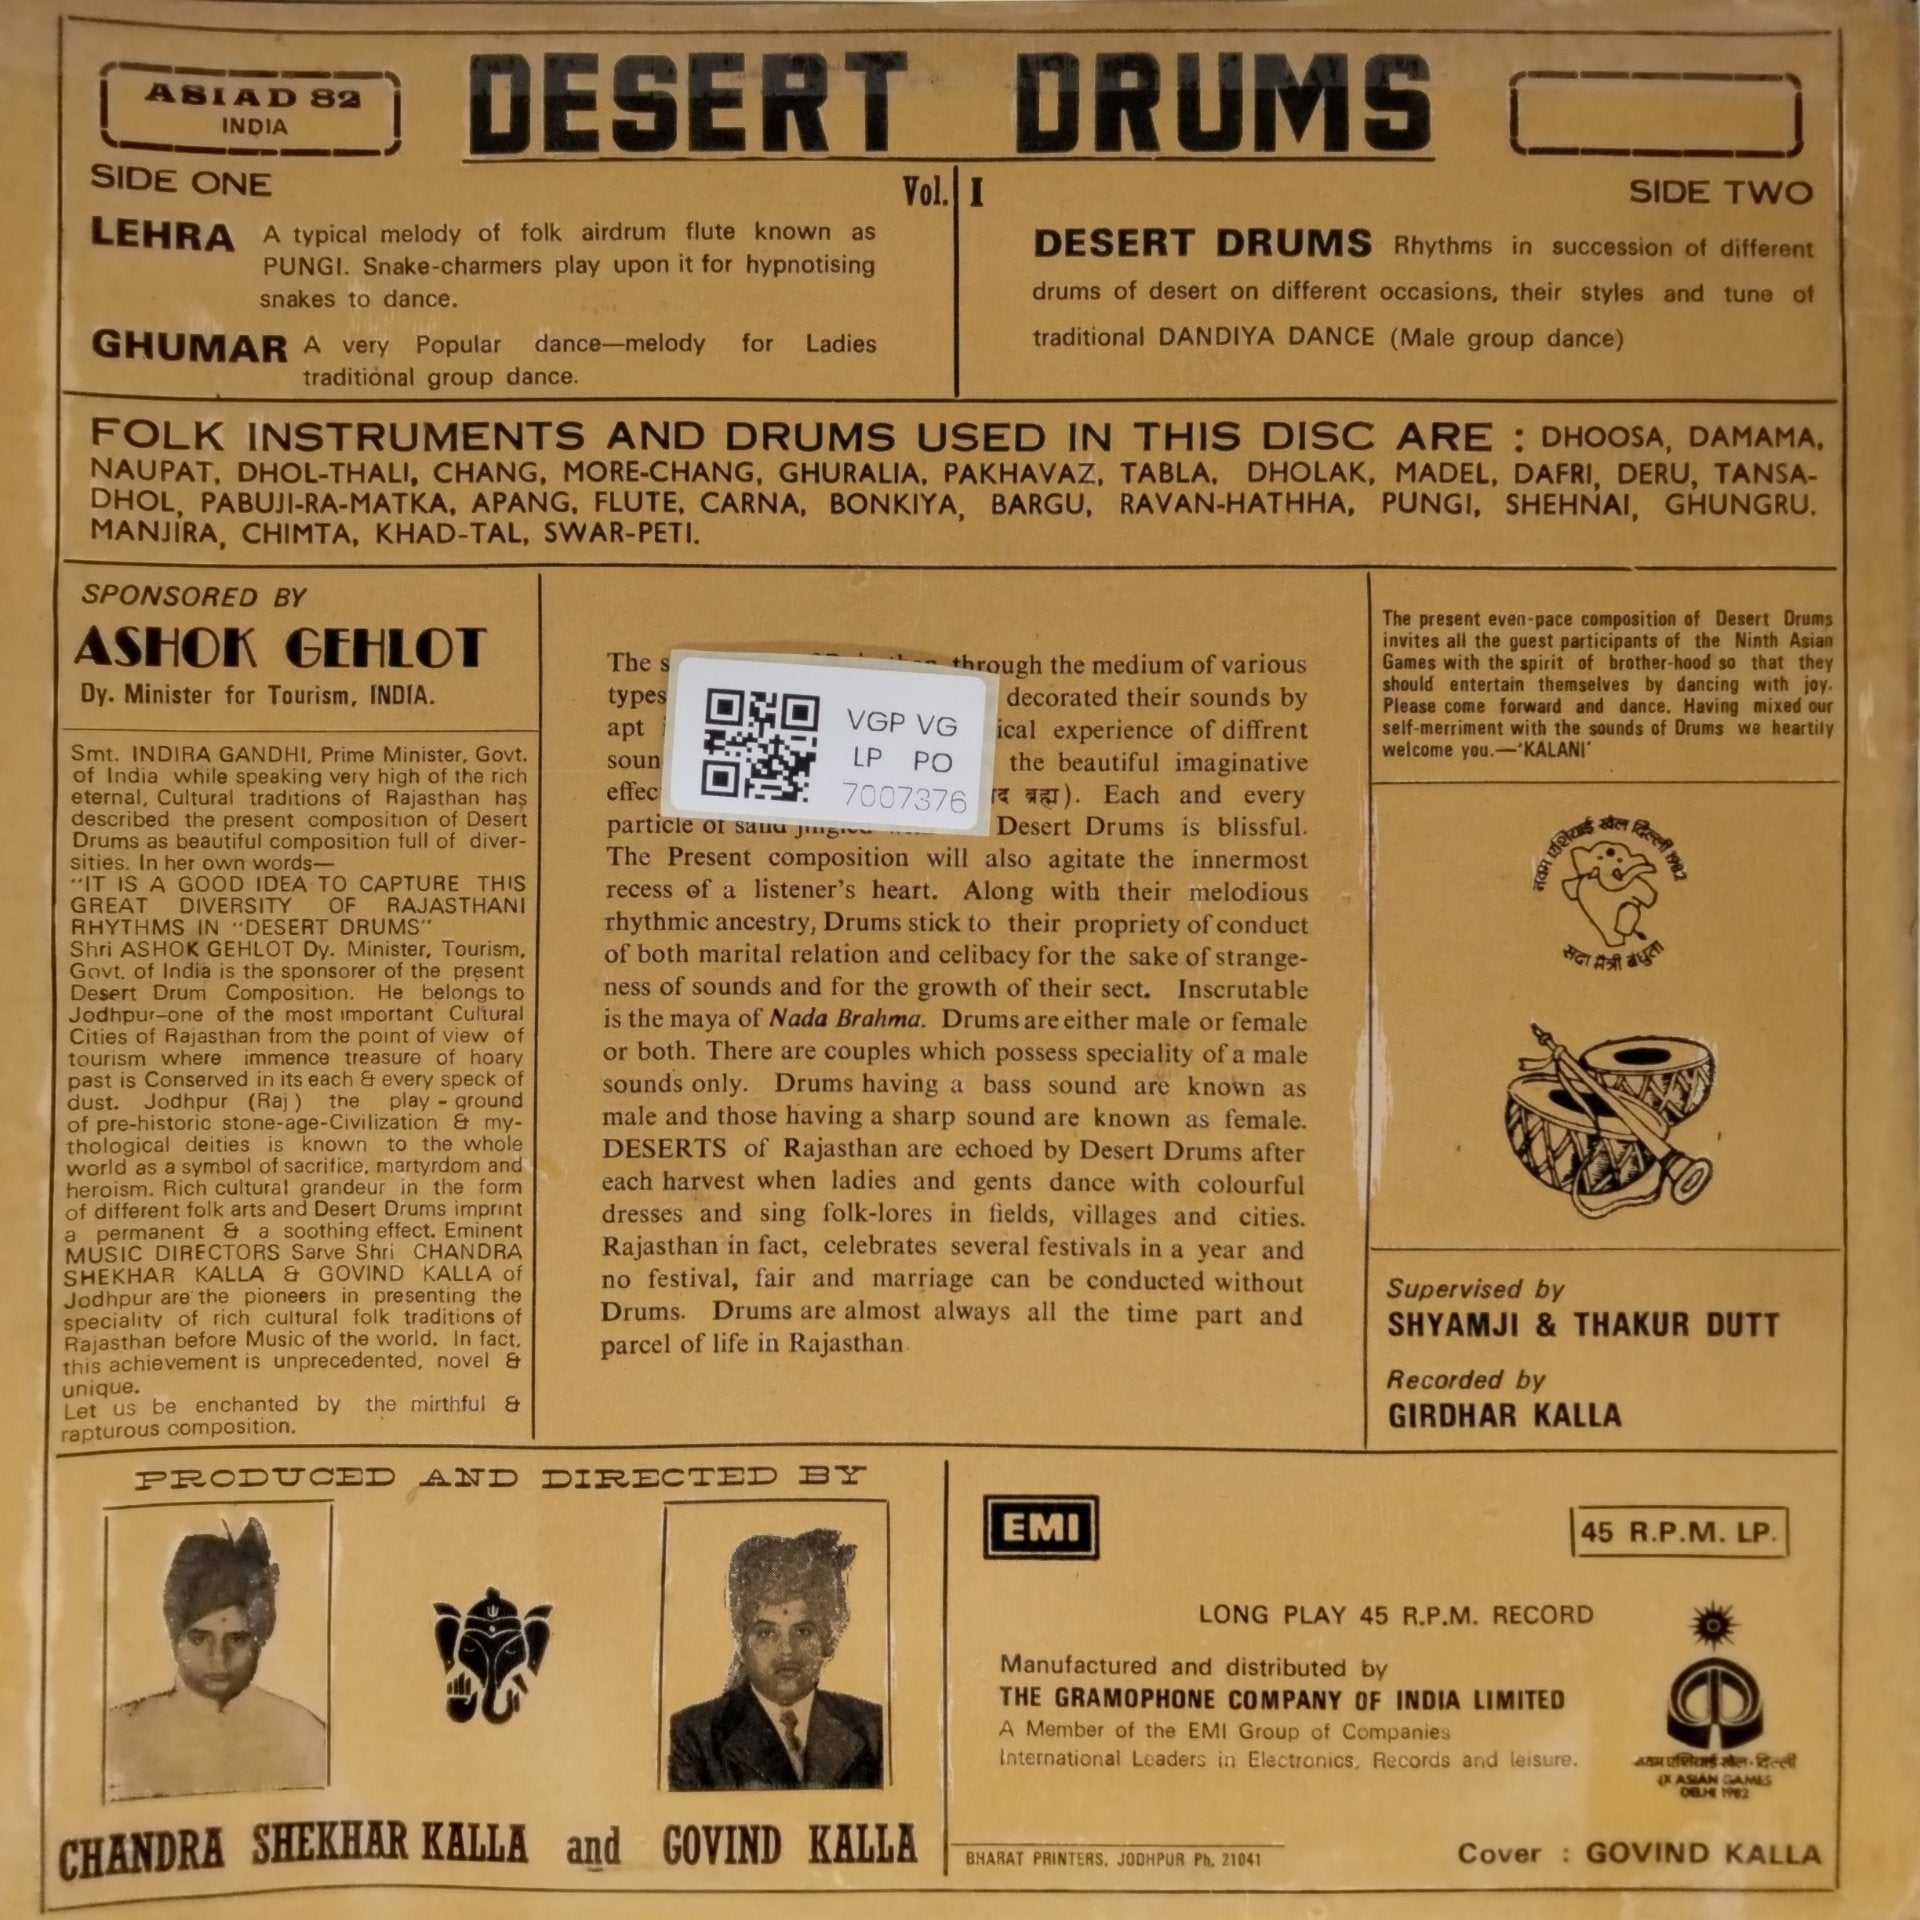 ASIAD 82
INDIA
DESERT DRUMS
Vol. I
SIDE ONE
LEHRA A typical melody of folk airdrum flute known as
PUNGI. Snake-charmers play upon it for hypnotising
snakes to dance.
GHUMAR A very Popular dance—melody for Ladies
traditional group dance.
SIDE TWO
DESERT DRUMS Rhythms in succession of different
drums of desert on different occasions, their styles and tune of
traditional DANDIYA DANCE (Male group dance)
FOLK INSTRUMENTS AND DRUMS USED IN THIS DISC ARE : DHOOSA, DAMAMA,
NAUPAT, DHOL-THALI, CHANG, MORE-CHANG, GHURALIA, PAKHAVAZ, TABLA, DHOLAK, MADEL, DAFRI, DERU, TANSA-
DHOL, PABUJI-RA-MATKA, APANG, FLUTE, CARNA, BONKIYA, BARGU, RAVAN-HATHHA, PUNGI, SHEHNAI, GHUNGRU.
MANJIRA, CHIMTA, KHAD-TAL, SWAR-PETI.
SPONSORED BY
ASHOK GEHLOT
Dy. Minister for Tourism, INDIA.
Smt. INDIRA GANDHI, Prime Minister, Govt.
of India while speaking very high of the rich
eternal, Cultural traditions of Rajasthan has
described the present composition of Desert
Drums as beautiful composition full of diver-
sities. In her own words—
"IT IS A GOOD IDEA TO CAPTURE THIS
GREAT DIVERSITY OF RAJASTHANI
RHYTHMS IN "DESERT DRUMS"
Shri ASHOK GEHLOT Dy. Minister, Tourism,
Govt. of India is the sponsorer of the present
Desert Drum Composition. He belongs to
Jodhpur–one of the most important Cultural
Cities of Rajasthan from the point of view of
tourism where immence treasure of hoary
past is Conserved in its each & every speck of
dust. Jodhpur (Raj) the play - ground
of pre-historic stone-age-Civilization & my-
thological deities is known to the whole
world as a symbol of sacrifice, martyrdom and
heroism. Rich cultural grandeur in the form
of different folk arts and Desert Drums imprint
a permanent & a soothing effect. Eminent
MUSIC DIRECTORS Sarve Shri CHANDRA
SHEKHAR KALLA & GOVIND KALLA of
Jodhpur are the pioneers in presenting the
speciality of rich cultural folk traditions of
Rajasthan before Music of the world. In fact,
this achievement is unprecedented, novel &
unique.
Let us be enchanted by the mirthful &
rapturous composition.
The through the medium of various
types decorated their sounds by
apt experience of diffrent
the beautiful imaginative
ब्रह्म). Each and every
particle of sand Desert Drums is blissful.
The Present composition will also agitate the innermost
recess of a listener's heart. Along with their melodious
rhythmic ancestry, Drums stick to their propriety of conduct
of both marital relation and celibacy for the sake of strange-
ness of sounds and for the growth of their sect. Inscrutable
is the maya of Nada Brahma. Drums are either male or female
or both. There are couples which possess speciality of a male
sounds only. Drums having a bass sound are known as
male and those having a sharp sound are known as female.
DESERTS of Rajasthan are echoed by Desert Drums after
each harvest when ladies and gents dance with colourful
dresses and sing folk-lores in fields, villages and cities.
Rajasthan in fact, celebrates several festivals in a year and
no festival, fair and marriage can be conducted without
Drums. Drums are almost always all the time part and
parcel of life in Rajasthan.
VGP VG
LP PO
7007376
The present even-pace composition of Desert Drums
invites all the guest participants of the Ninth Asian
Games with the spirit of brother-hood so that they
should entertain themselves by dancing with joy.
Please come forward and dance. Having mixed our
self-merriment with the sounds of Drums we heartily
welcome you.—'KALANI'
नवम एशियाई खेल दिल्ली 1982
सदा मैत्री बंधुता
Supervised by
SHYAMJI & THAKUR DUTT
Recorded by
GIRDHAR KALLA
PRODUCED AND DIRECTED BY
CHANDRA SHEKHAR KALLA and GOVIND KALLA
EMI
45 R.P.M. LP.
LONG PLAY 45 R.P.M. RECORD
Manufactured and distributed by
THE GRAMOPHONE COMPANY OF INDIA LIMITED
A Member of the EMI Group of Companies
International Leaders in Electronics, Records and leisure.
IX ASIAN GAMES
DELHI 1982
BHARAT PRINTERS, JODHPUR Ph. 21041
Cover : GOVIND KALLA